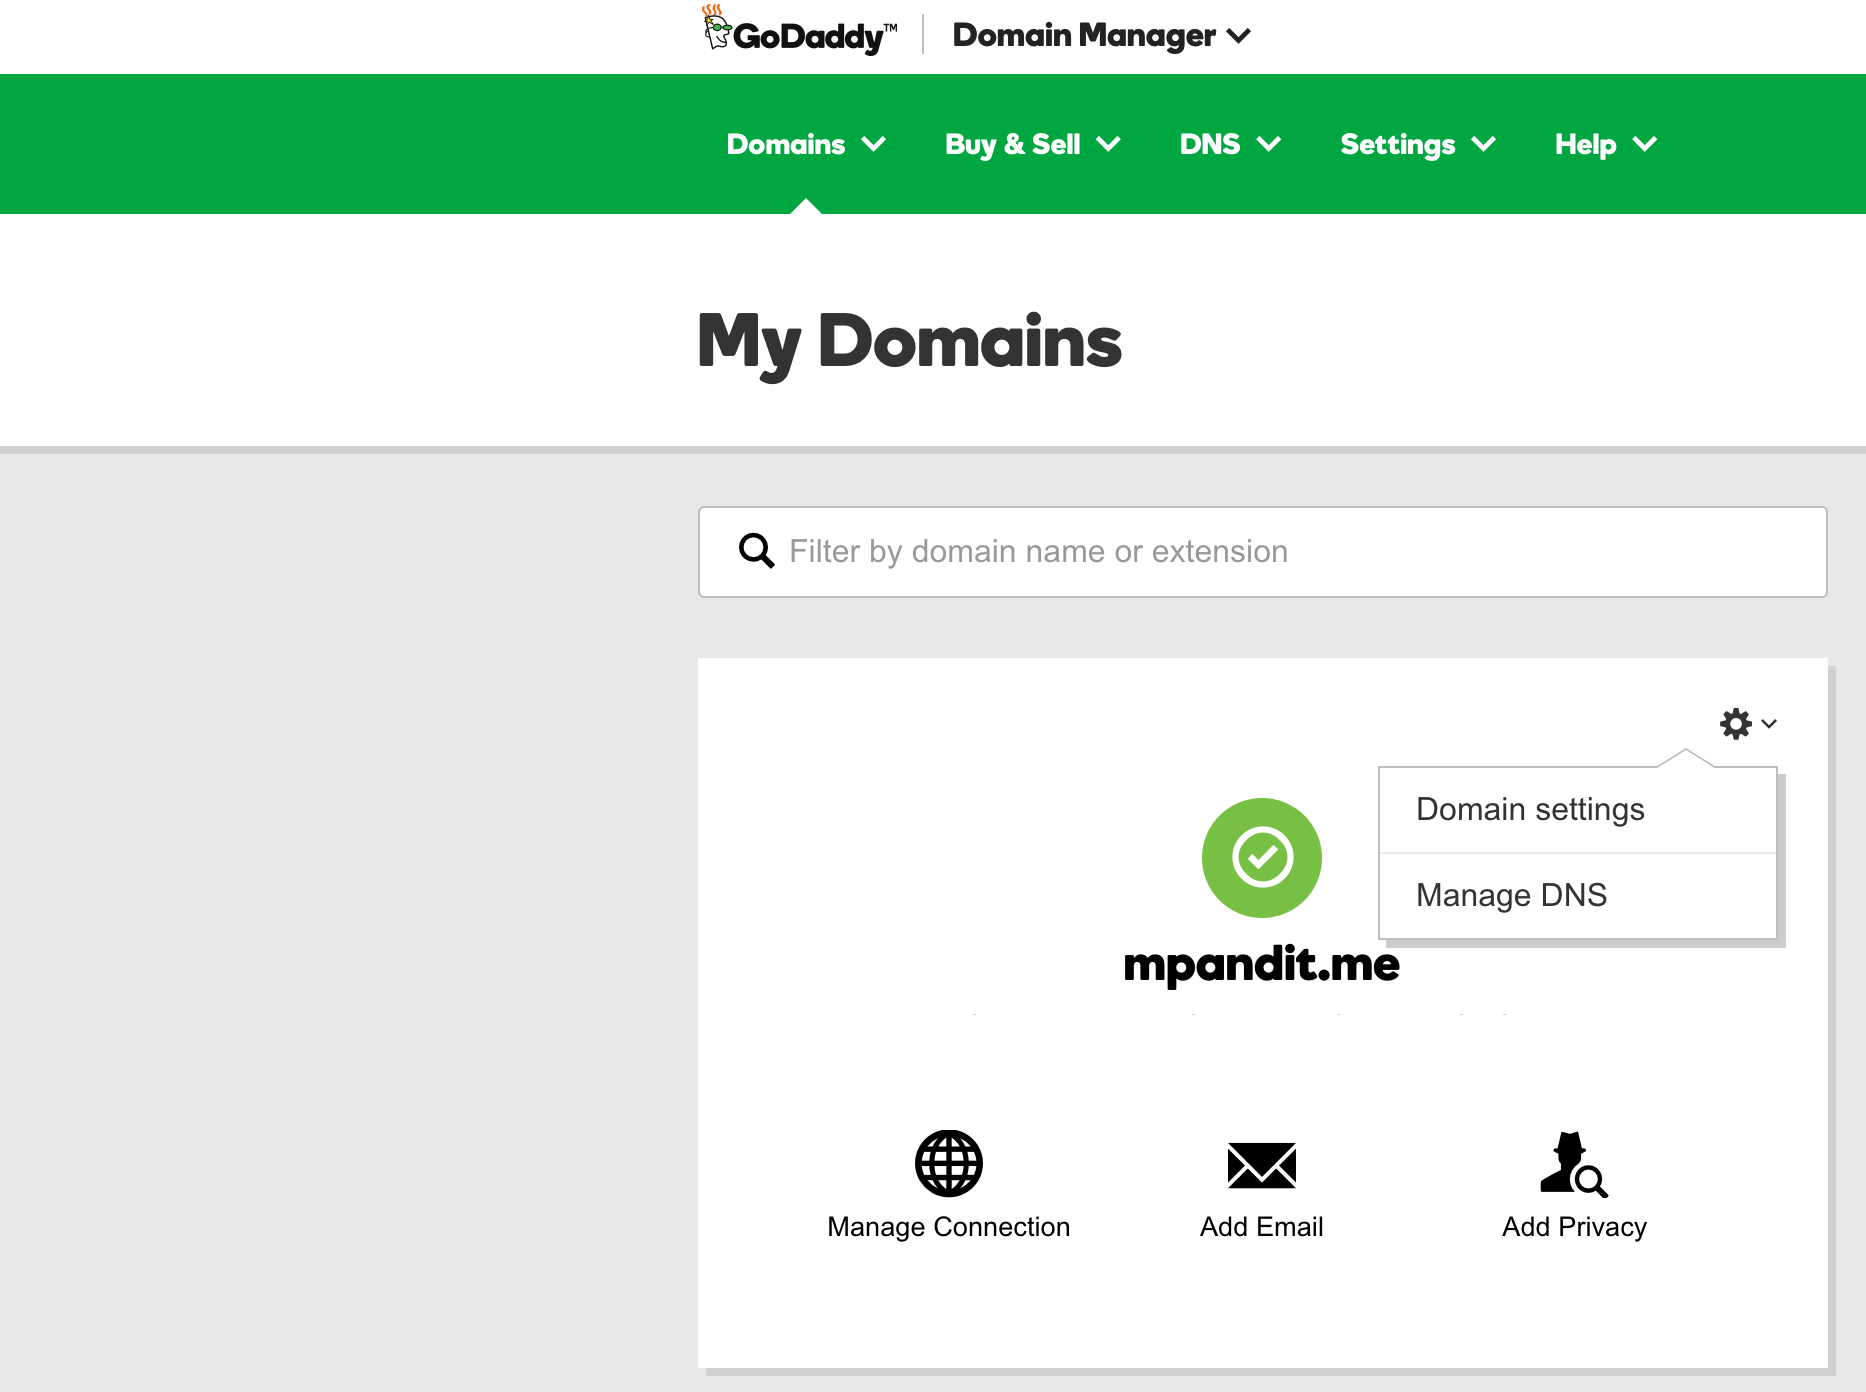 GoDaddy™ Domain Manager
Domains Buy & Sell DNS Settings Help
My Domains
Filter by domain name or extension
Domain settings
Manage DNS
mpandit.me
Manage Connection Add Email Add Privacy